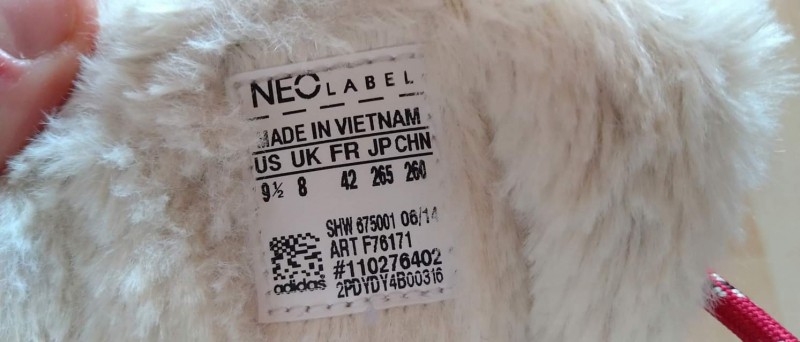 NEO LABEL
MADE IN VIETNAM
US UK FR JP CHN
9½ 8 42 265 260
SHW 675001 06/14
ART F76171
#110276402
adidas 2PDYDY4B00316